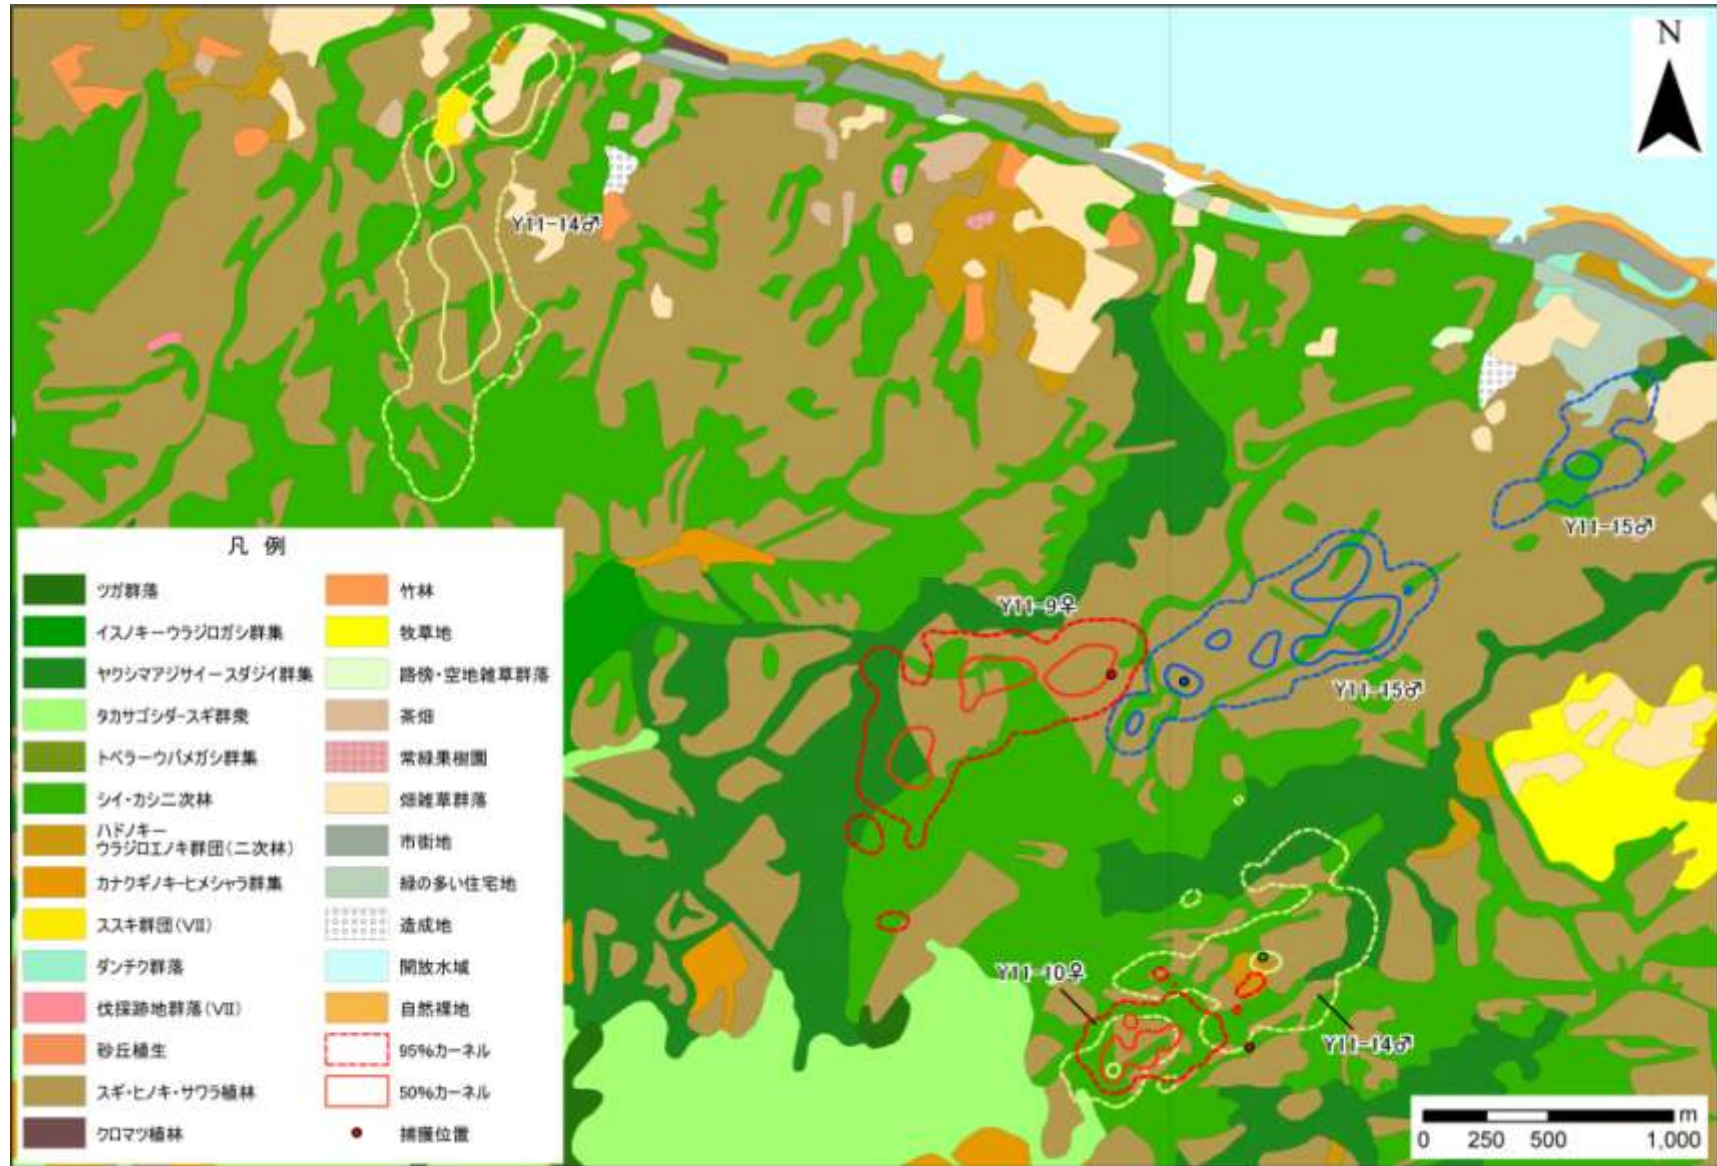 N
Y11-14♂
Y11-15♂
Y11-9♀
Y11-15♂
Y11-10♀
Y11-14♂
凡 例
ツガ群落
イスノキーウラジロガシ群集
ヤクシマアジサイースダジイ群集
タカサゴシダースギ群衆
トベラーウバメガシ群集
シイ・カシ二次林
ハドノキー
ウラジロエノキ群団(二次林)
カナクギノキーヒメシャラ群集
ススキ群団(Ⅶ)
ダンチク群落
伐採跡地群落(Ⅶ)
砂丘植生
スギ・ヒノキ・サワラ植林
クロマツ植林
竹林
牧草地
路傍・空地雑草群落
茶畑
常緑果樹園
畑雑草群落
市街地
緑の多い住宅地
造成地
開放水域
自然裸地
95%カーネル
50%カーネル
捕獲位置
m
0 250 500 1,000